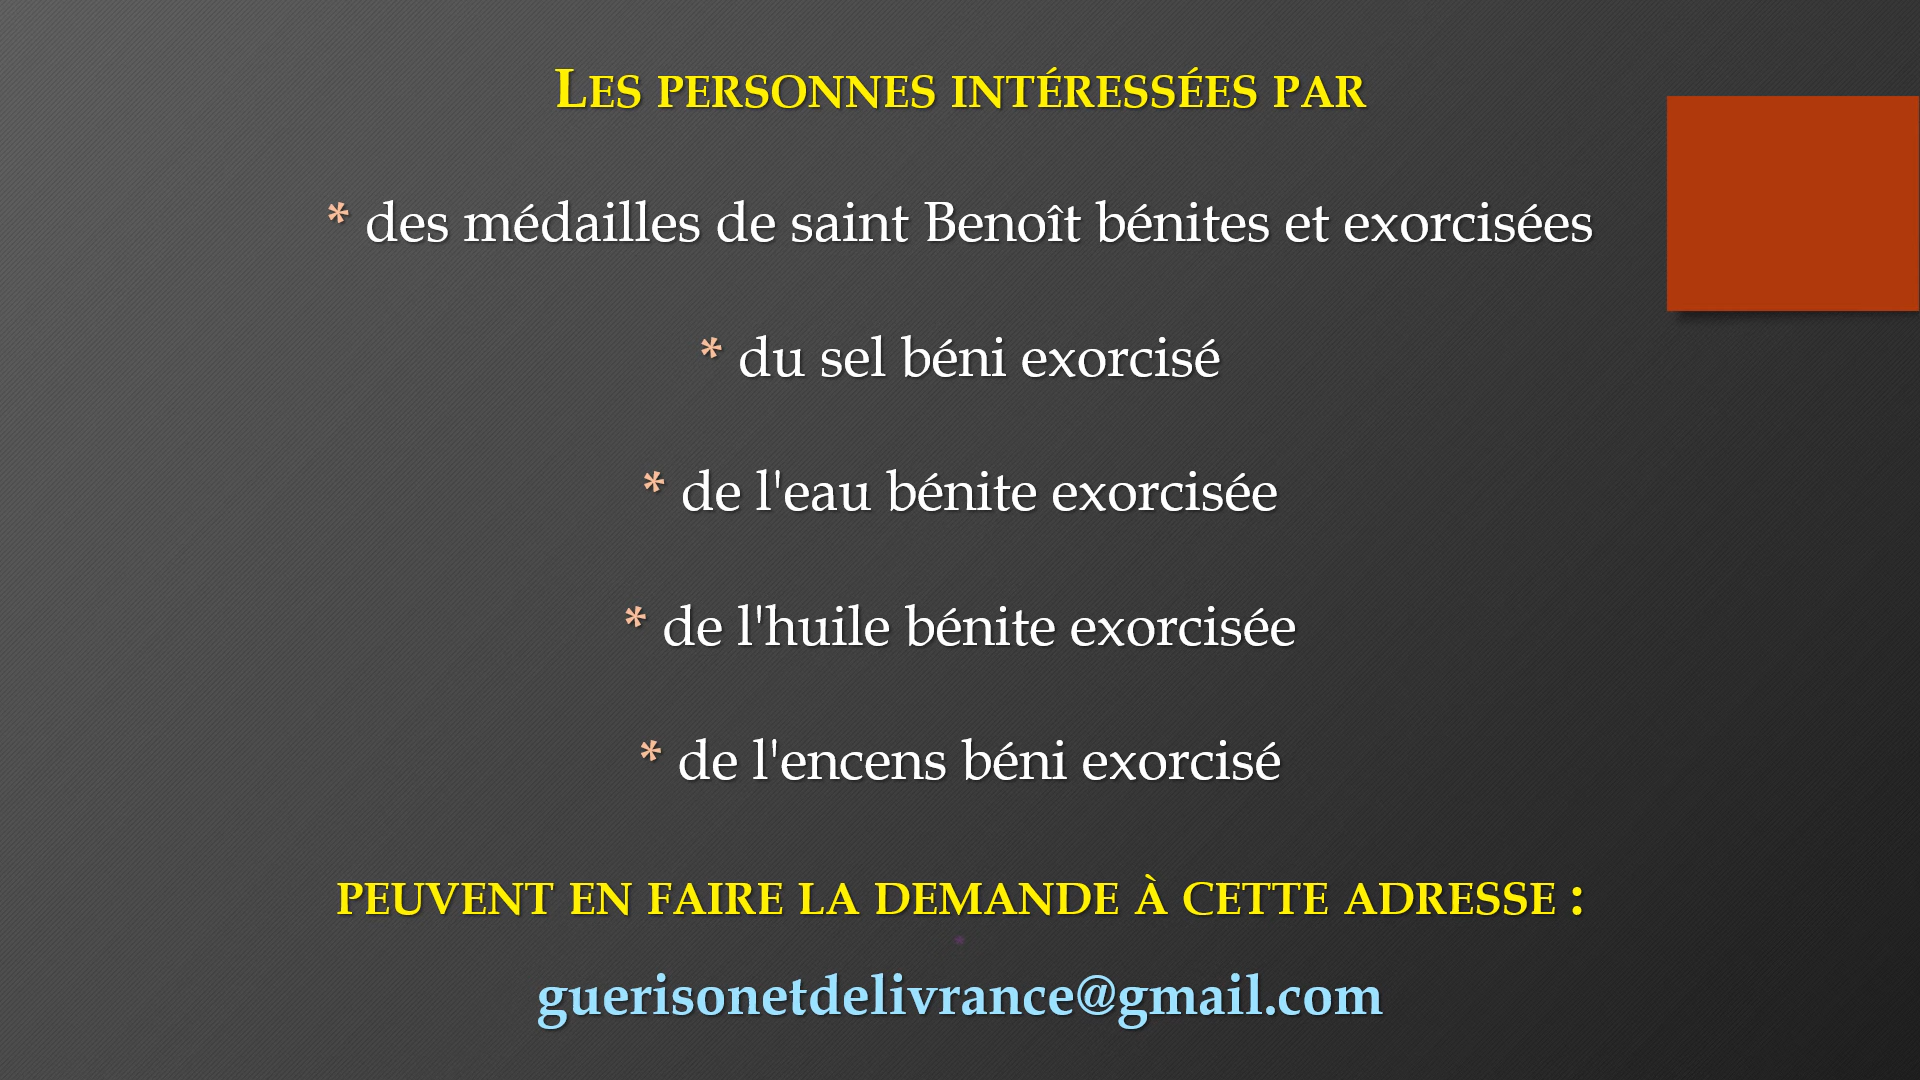 Les personnes intéressées par
* des médailles de saint Benoît bénites et exorcisées
* du sel béni exorcisé
* de l'eau bénite exorcisée
* de l'huile bénite exorcisée
* de l'encens béni exorcisé
peuvent en faire la demande à cette adresse :
*
guerisonetdelivrance@gmail.com